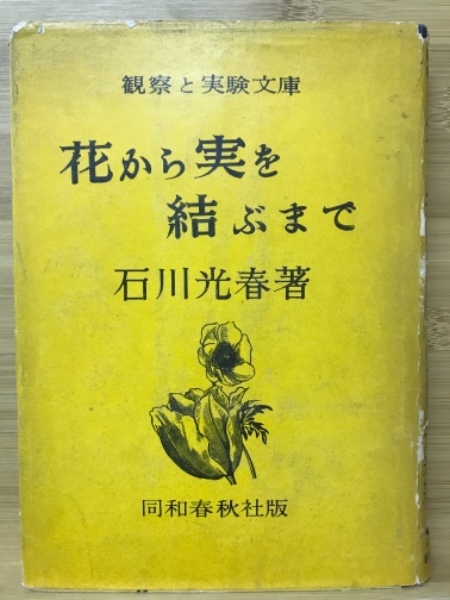 観察と実験文庫
花から実を
結ぶまで
石川光春著
同和春秋社版